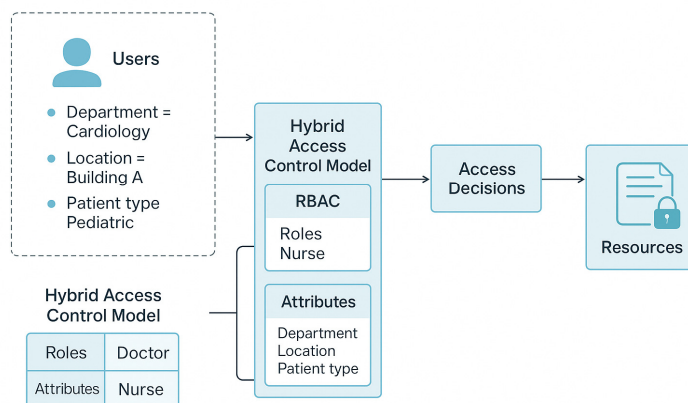 Users
Department =
Cardiology
Location =
Building A
Patient type
Pediatric
Hybrid
Access
Control Model
RBAC
Roles
Nurse
Attributes
Department
Location
Patient type
Access
Decisions
Resources
Hybrid Access
Control Model
Roles Doctor
Attributes Nurse